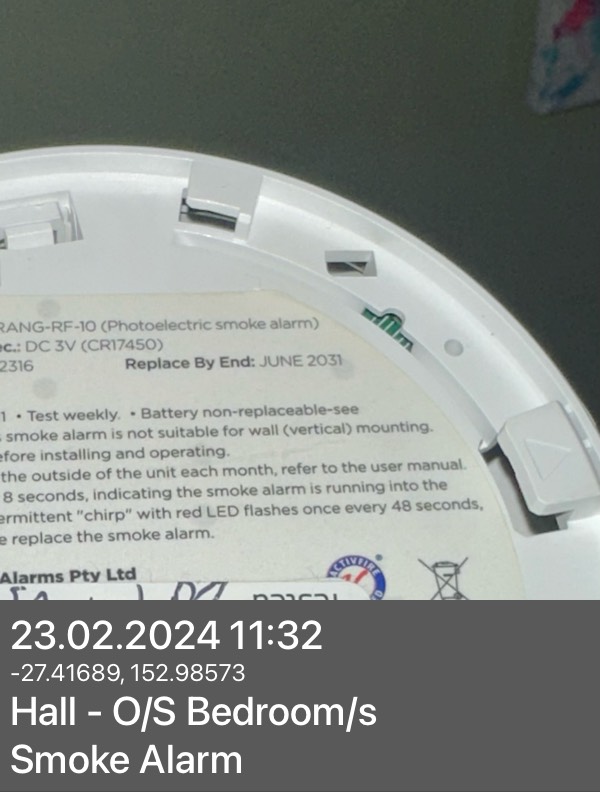 RANG-RF-10 (Photoelectric smoke alarm)
ec.: DC 3V (CR17450)
2316 Replace By End: JUNE 2031
1 • Test weekly. • Battery non-replaceable-see
smoke alarm is not suitable for wall (vertical) mounting.
efore installing and operating.
the outside of the unit each month, refer to the user manual.
8 seconds, indicating the smoke alarm is running into the
ermittent "chirp" with red LED flashes once every 48 seconds,
e replace the smoke alarm.
Alarms Pty Ltd
ACTIVFIRE
23.02.2024 11:32
-27.41689, 152.98573
Hall - O/S Bedroom/s
Smoke Alarm